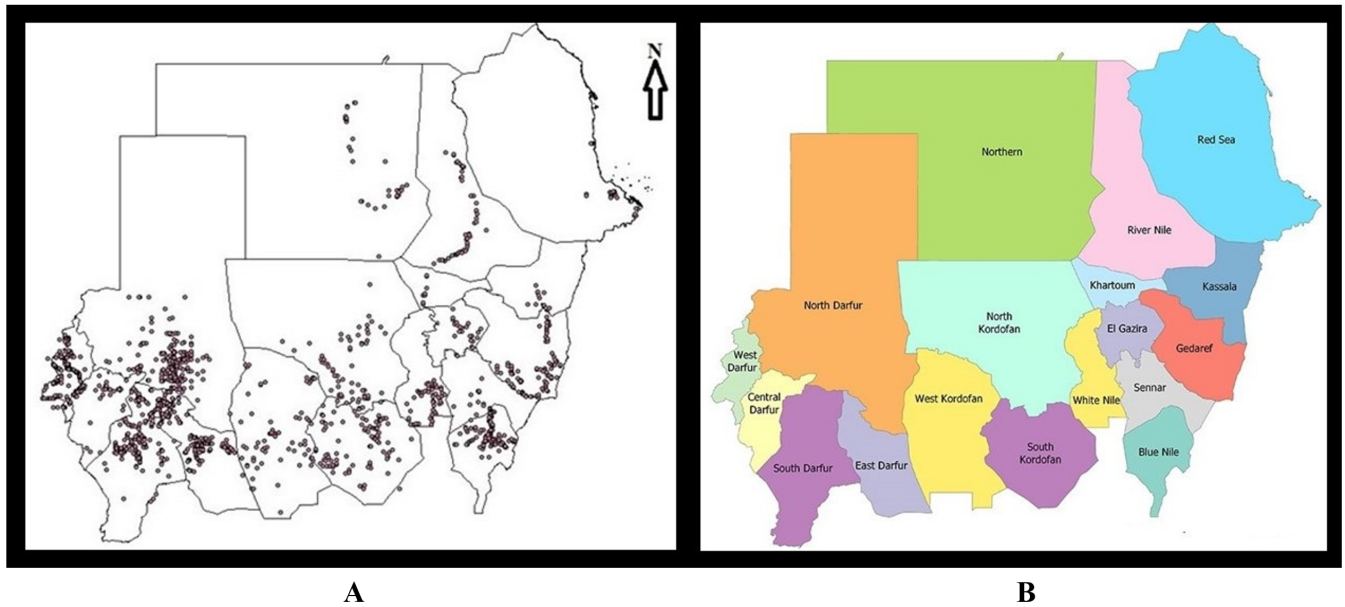 N
Northern
Red Sea
River Nile
Khartoum
Kassala
North Darfur
North
Kordofan
El Gazira
Gedaref
West
Darfur
Sennar
Central
Darfur
West Kordofan
White Nile
South Darfur
East Darfur
South
Kordofan
Blue Nile
A
B